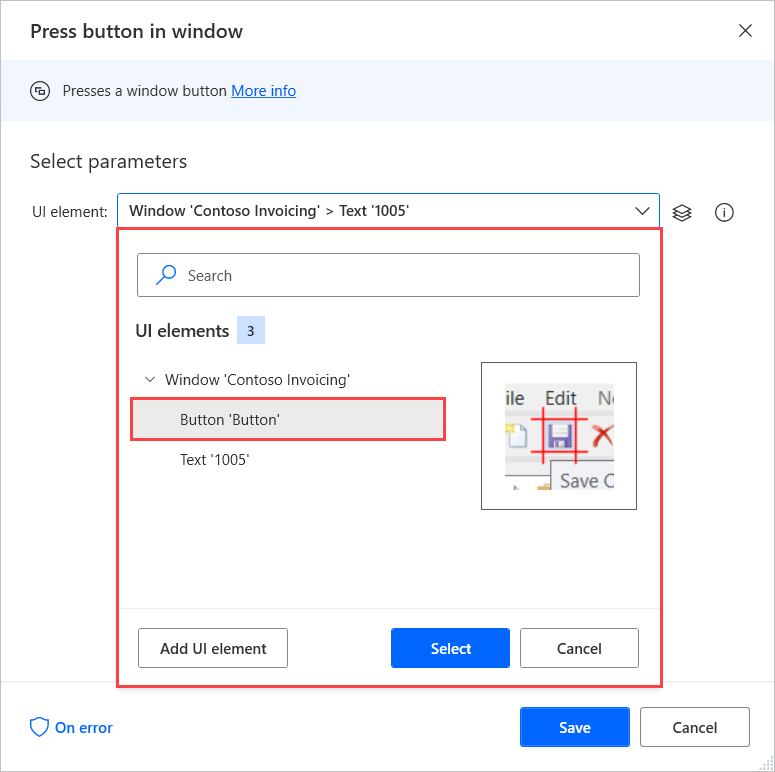 Press button in window
Presses a window button More info
Select parameters
UI element: Window 'Contoso Invoicing' > Text '1005'
Search
UI elements 3
Window 'Contoso Invoicing'
Button 'Button'
Text '1005'
ile Edit N
Save C
Add UI element Select Cancel
On error Save Cancel